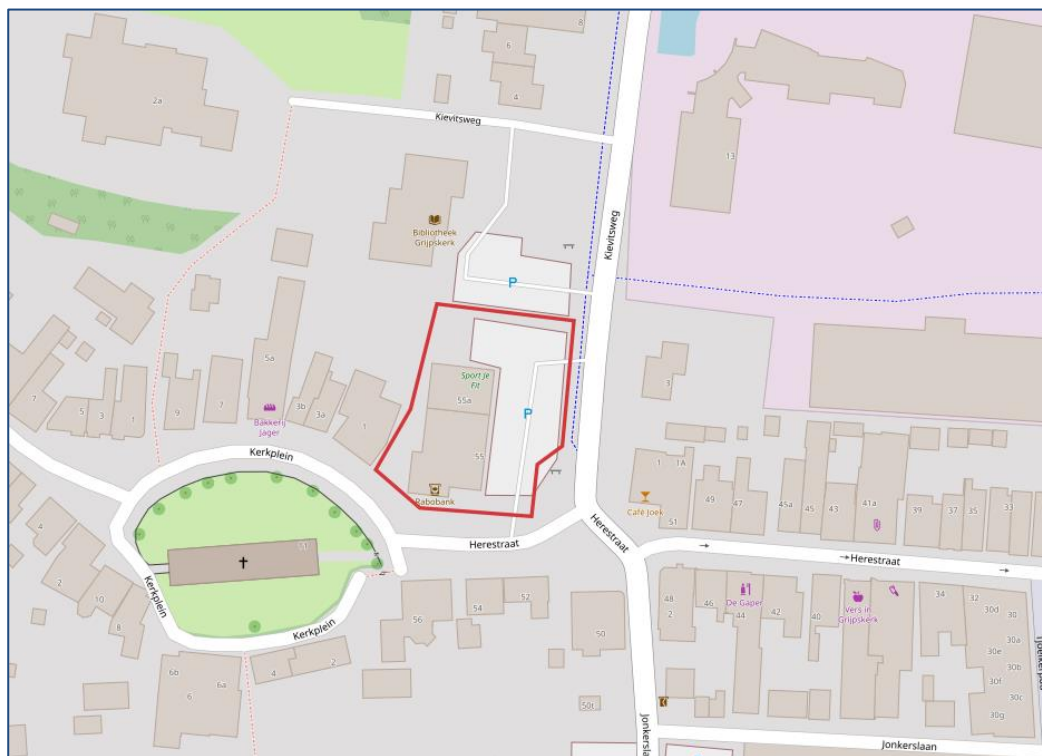 8
6
4
2a
Kievitsweg
13
Bibliotheek
Grijpskerk
Kievitsweg
P
3
Sport Je
Fit
55a
P
5a
7
5
3
1
9
7
3b
3a
1
Bakkerij
Jager
55
Kerkplein
Rabobank
1
1A
Café Joek
51
49
47
45a
45
43
41a
39
37
35
33
Herestraat
Herestraat
Herestraat
51
4
2
10
8
Kerkplein
Kerkplein
56
54
52
50
48
2
46
De Gaper
44
42
40
Vers in
Grijpskerk
34
32
30d
30
30a
30e
30b
30f
30c
30g
6b
6
6a
4
2
Jonkerslaan
P